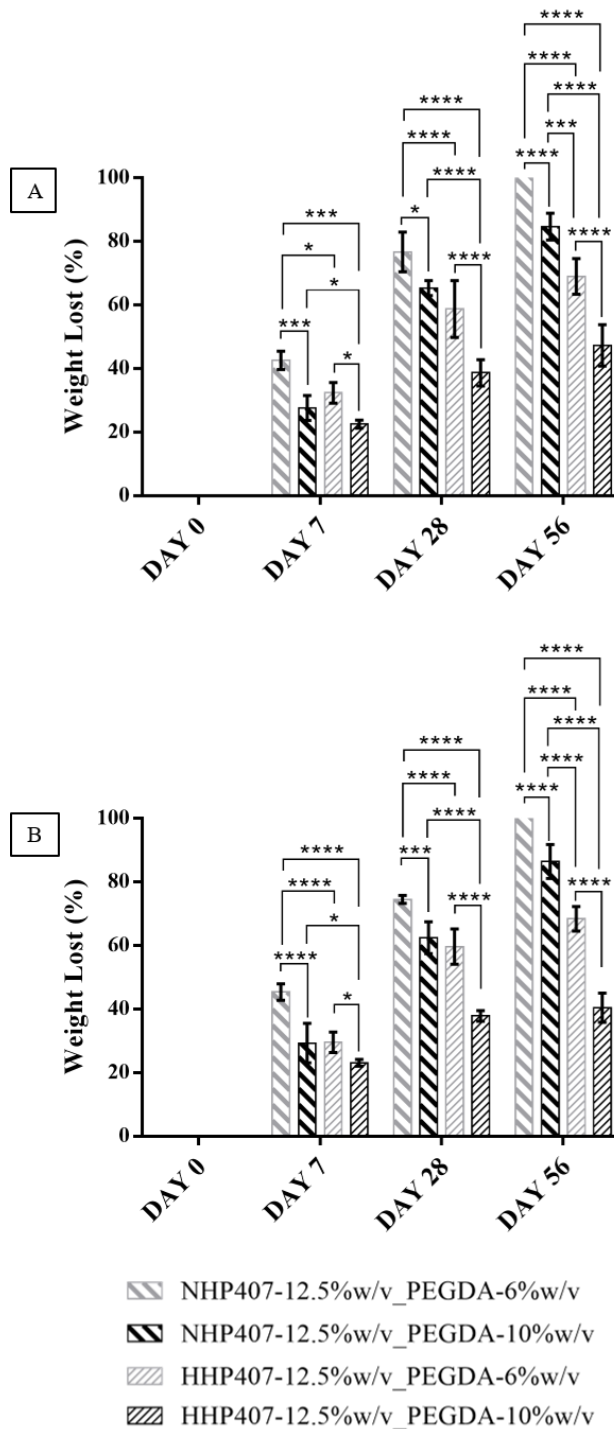 ****
****
****
****
****
***
****
****
A
100
80
60
40
20
0
Weight Lost (%)
***
*
*
***
*
*
****
****
DAY 0
DAY 7
DAY 28
DAY 56
****
****
****
****
****
****
****
****
B
100
80
60
40
20
0
Weight Lost (%)
****
****
*
****
*
***
****
****
DAY 0
DAY 7
DAY 28
DAY 56
NHP407-12.5%w/v_PEGDA-6%w/v
NHP407-12.5%w/v_PEGDA-10%w/v
HHP407-12.5%w/v_PEGDA-6%w/v
HHP407-12.5%w/v_PEGDA-10%w/v